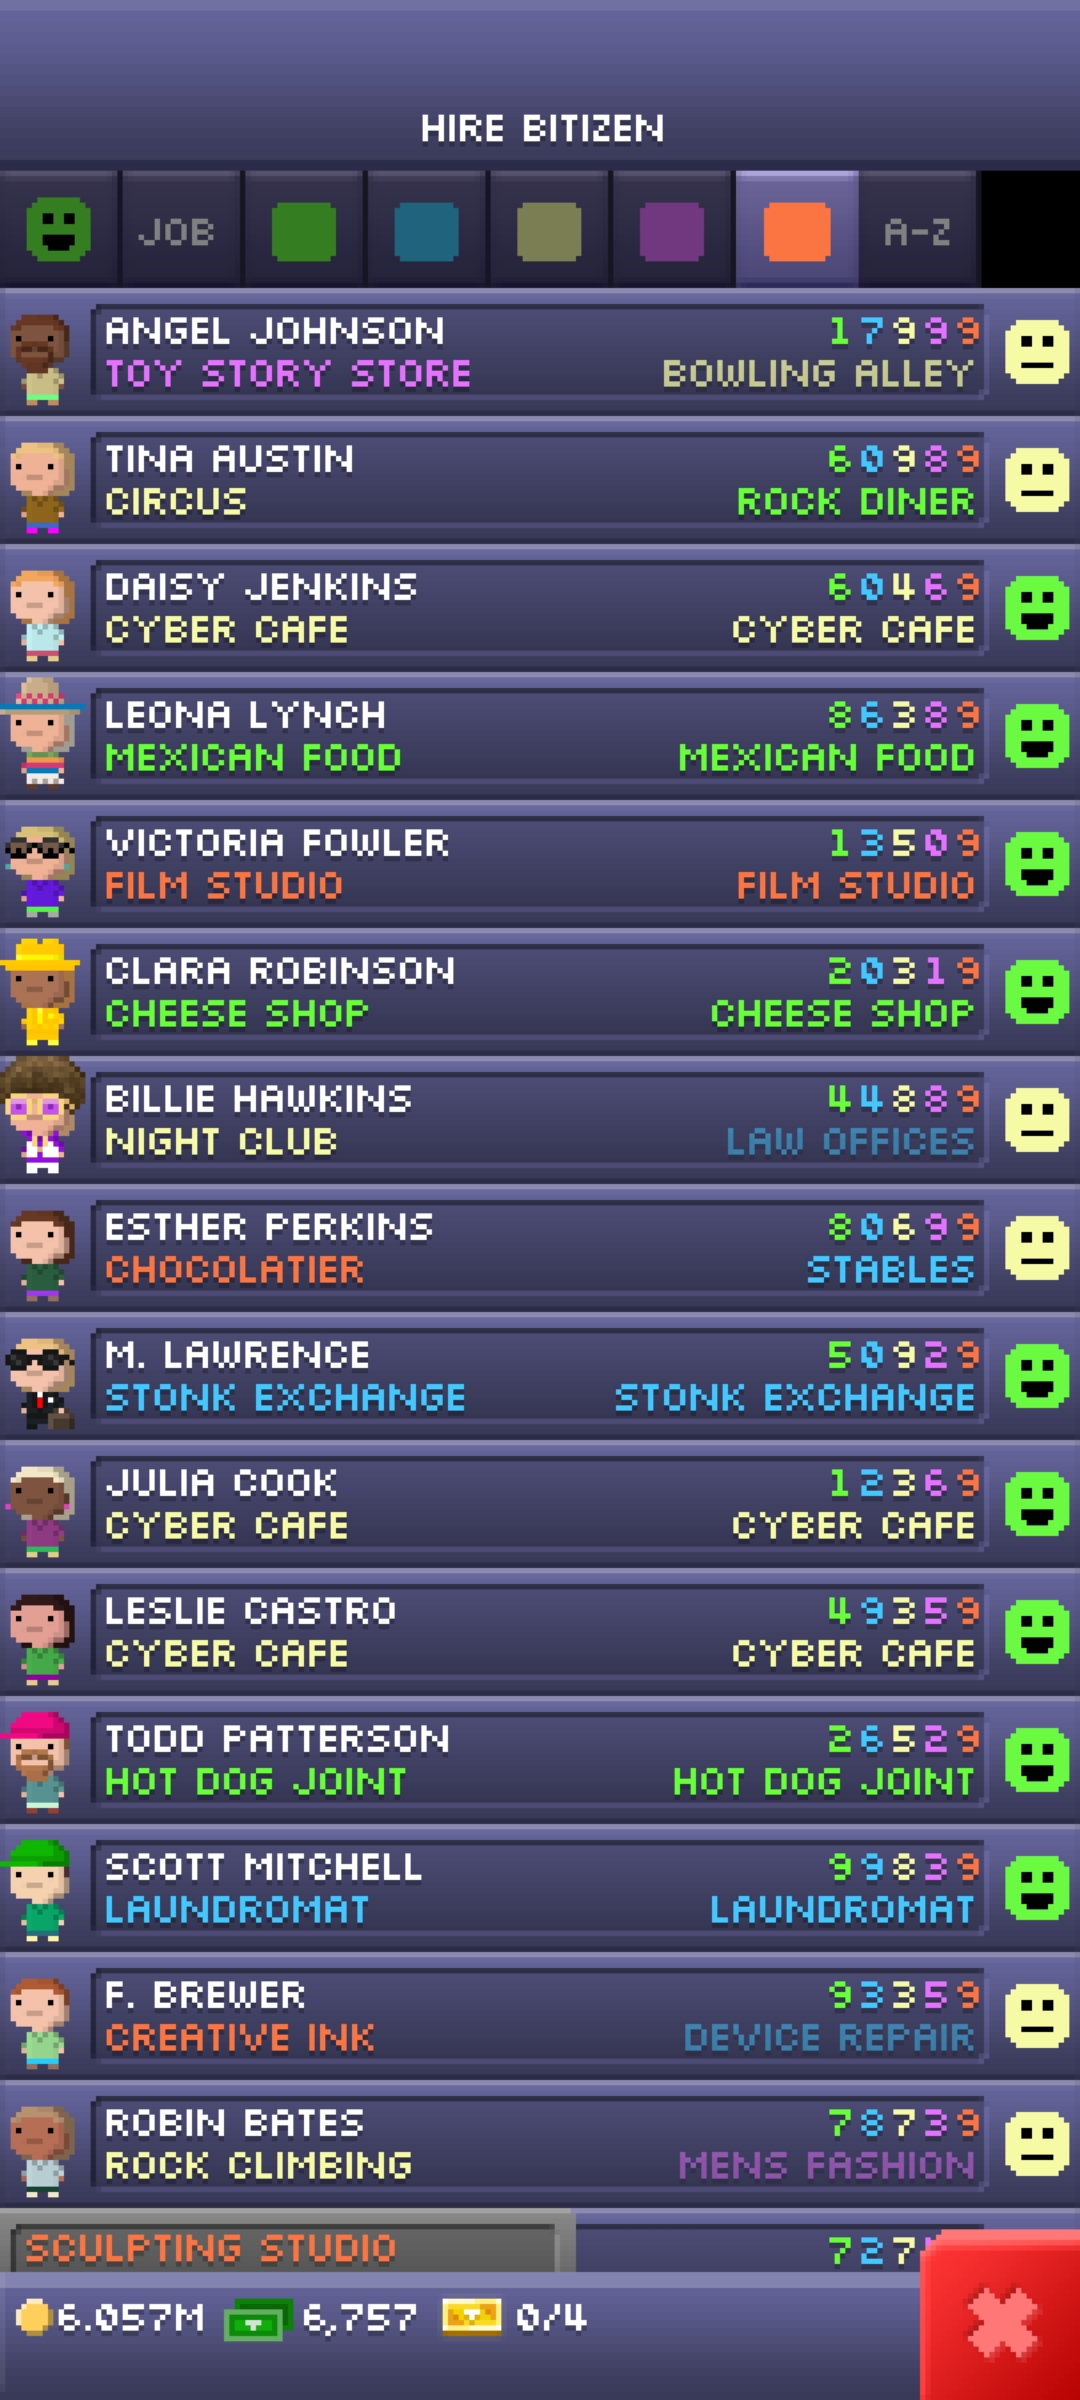 HIRE BITIZEN
JOB
A-Z
ANGEL JOHNSON 17999
TOY STORY STORE BOWLING ALLEY
TINA AUSTIN 60989
CIRCUS ROCK DINER
DAISY JENKINS 60469
CYBER CAFE CYBER CAFE
LEONA LYNCH 86389
MEXICAN FOOD MEXICAN FOOD
VICTORIA FOWLER 13509
FILM STUDIO FILM STUDIO
CLARA ROBINSON 20319
CHEESE SHOP CHEESE SHOP
BILLIE HAWKINS 44889
NIGHT CLUB LAW OFFICES
ESTHER PERKINS 80699
CHOCOLATIER STABLES
M. LAWRENCE 50929
STONK EXCHANGE STONK EXCHANGE
JULIA COOK 12369
CYBER CAFE CYBER CAFE
LESLIE CASTRO 49359
CYBER CAFE CYBER CAFE
TODD PATTERSON 26529
HOT DOG JOINT HOT DOG JOINT
SCOTT MITCHELL 99839
LAUNDROMAT LAUNDROMAT
F. BREWER 93359
CREATIVE INK DEVICE REPAIR
ROBIN BATES 78739
ROCK CLIMBING MENS FASHION
SCULPTING STUDIO 727
6.057M 6,757 0/4